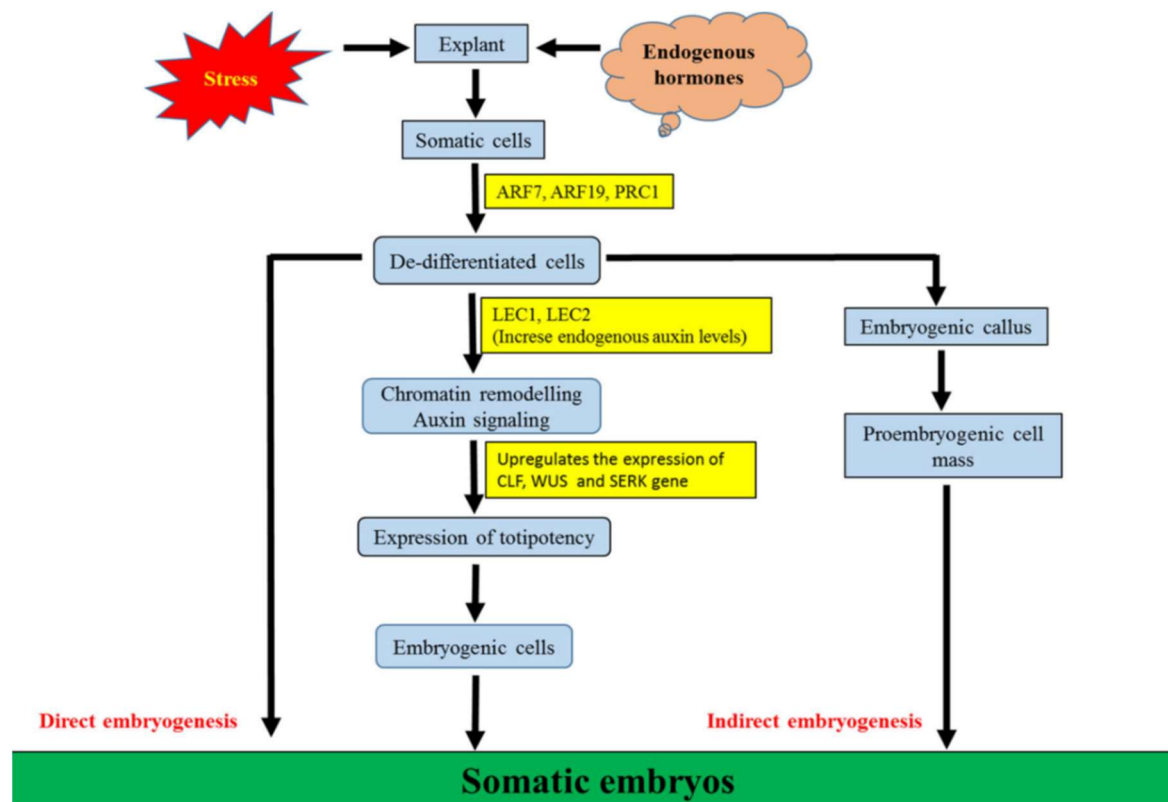 Stress
Explant
Endogenous
hormones
Somatic cells
ARF7, ARF19, PRC1
De-differentiated cells
LEC1, LEC2
(Increse endogenous auxin levels)
Embryogenic callus
Chromatin remodelling
Auxin signaling
Proembryogenic cell
mass
Upregulates the expression of
CLF, WUS and SERK gene
Expression of totipotency
Embryogenic cells
Direct embryogenesis
Indirect embryogenesis
Somatic embryos